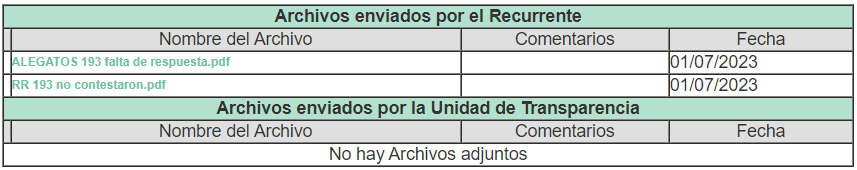 Archivos enviados por el Recurrente
Nombre del Archivo Comentarios Fecha
ALEGATOS 193 falta de respuesta.pdf 01/07/2023
RR 193 no contestaron.pdf 01/07/2023
Archivos enviados por la Unidad de Transparencia
Nombre del Archivo Comentarios Fecha
No hay Archivos adjuntos